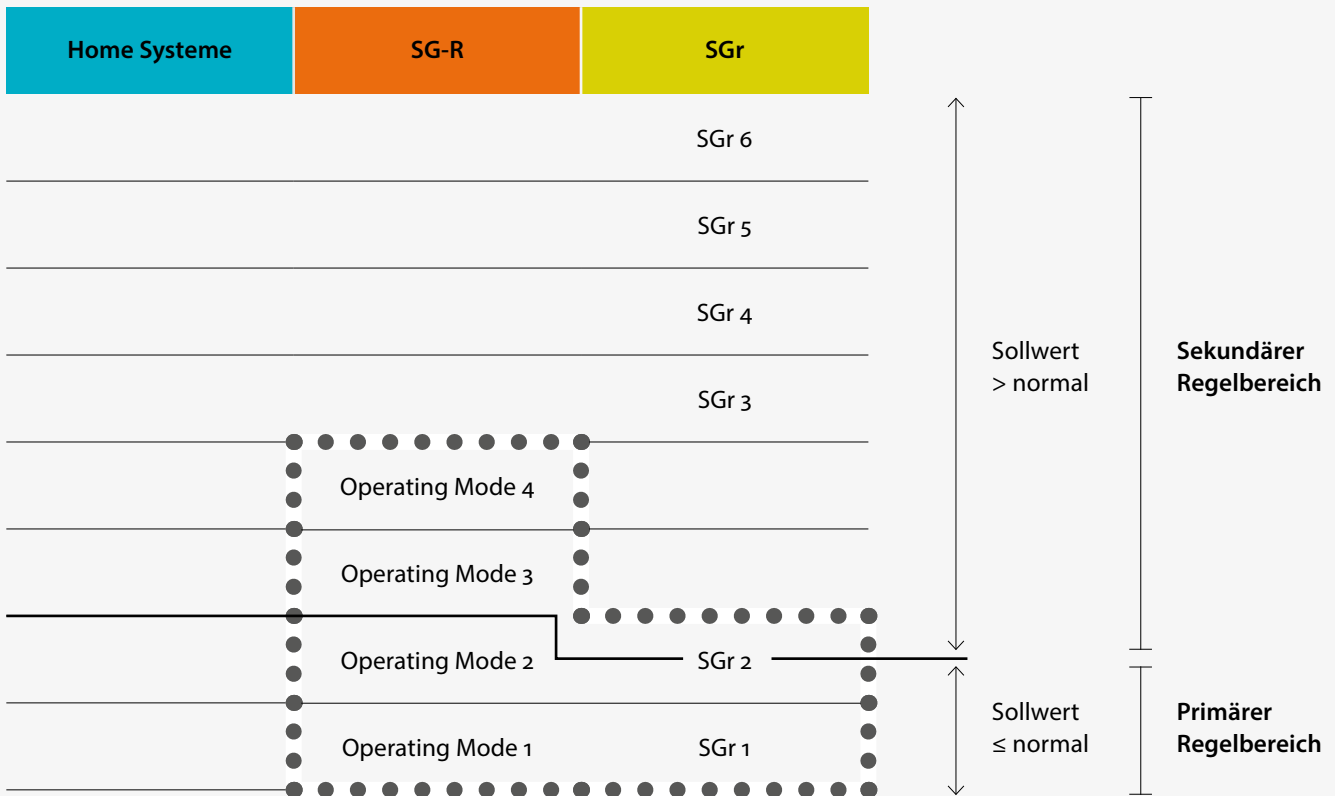 Home Systeme
SG-R
SGr
SGr 6
SGr 5
SGr 4
SGr 3
Sollwert
> normal
Sekundärer
Regelbereich
Operating Mode 4
Operating Mode 3
Operating Mode 2
SGr 2
Operating Mode 1
SGr 1
Sollwert
≤ normal
Primärer
Regelbereich